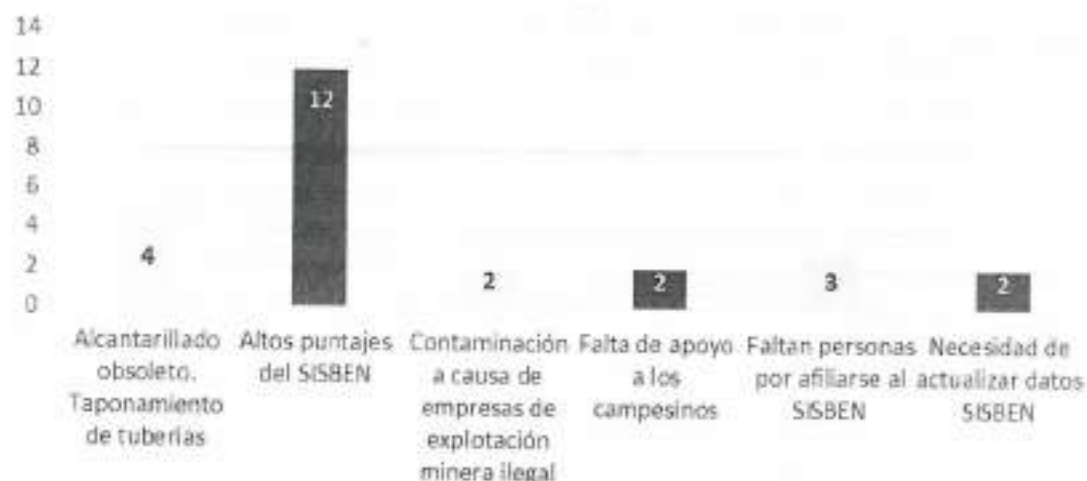 14
12
10
8
6
4
2
0
4
12
2
2
3
2
Alcantarillado
obsoleto.
Taponamiento
de tuberías
Altos puntajes
del SISBEN
Contaminación
a causa de
empresas de
explotación
minera ilegal
Falta de apoyo
a los
campesinos
Faltan personas
por afiliarse al
SISBEN
Necesidad de
actualizar datos
SISBEN